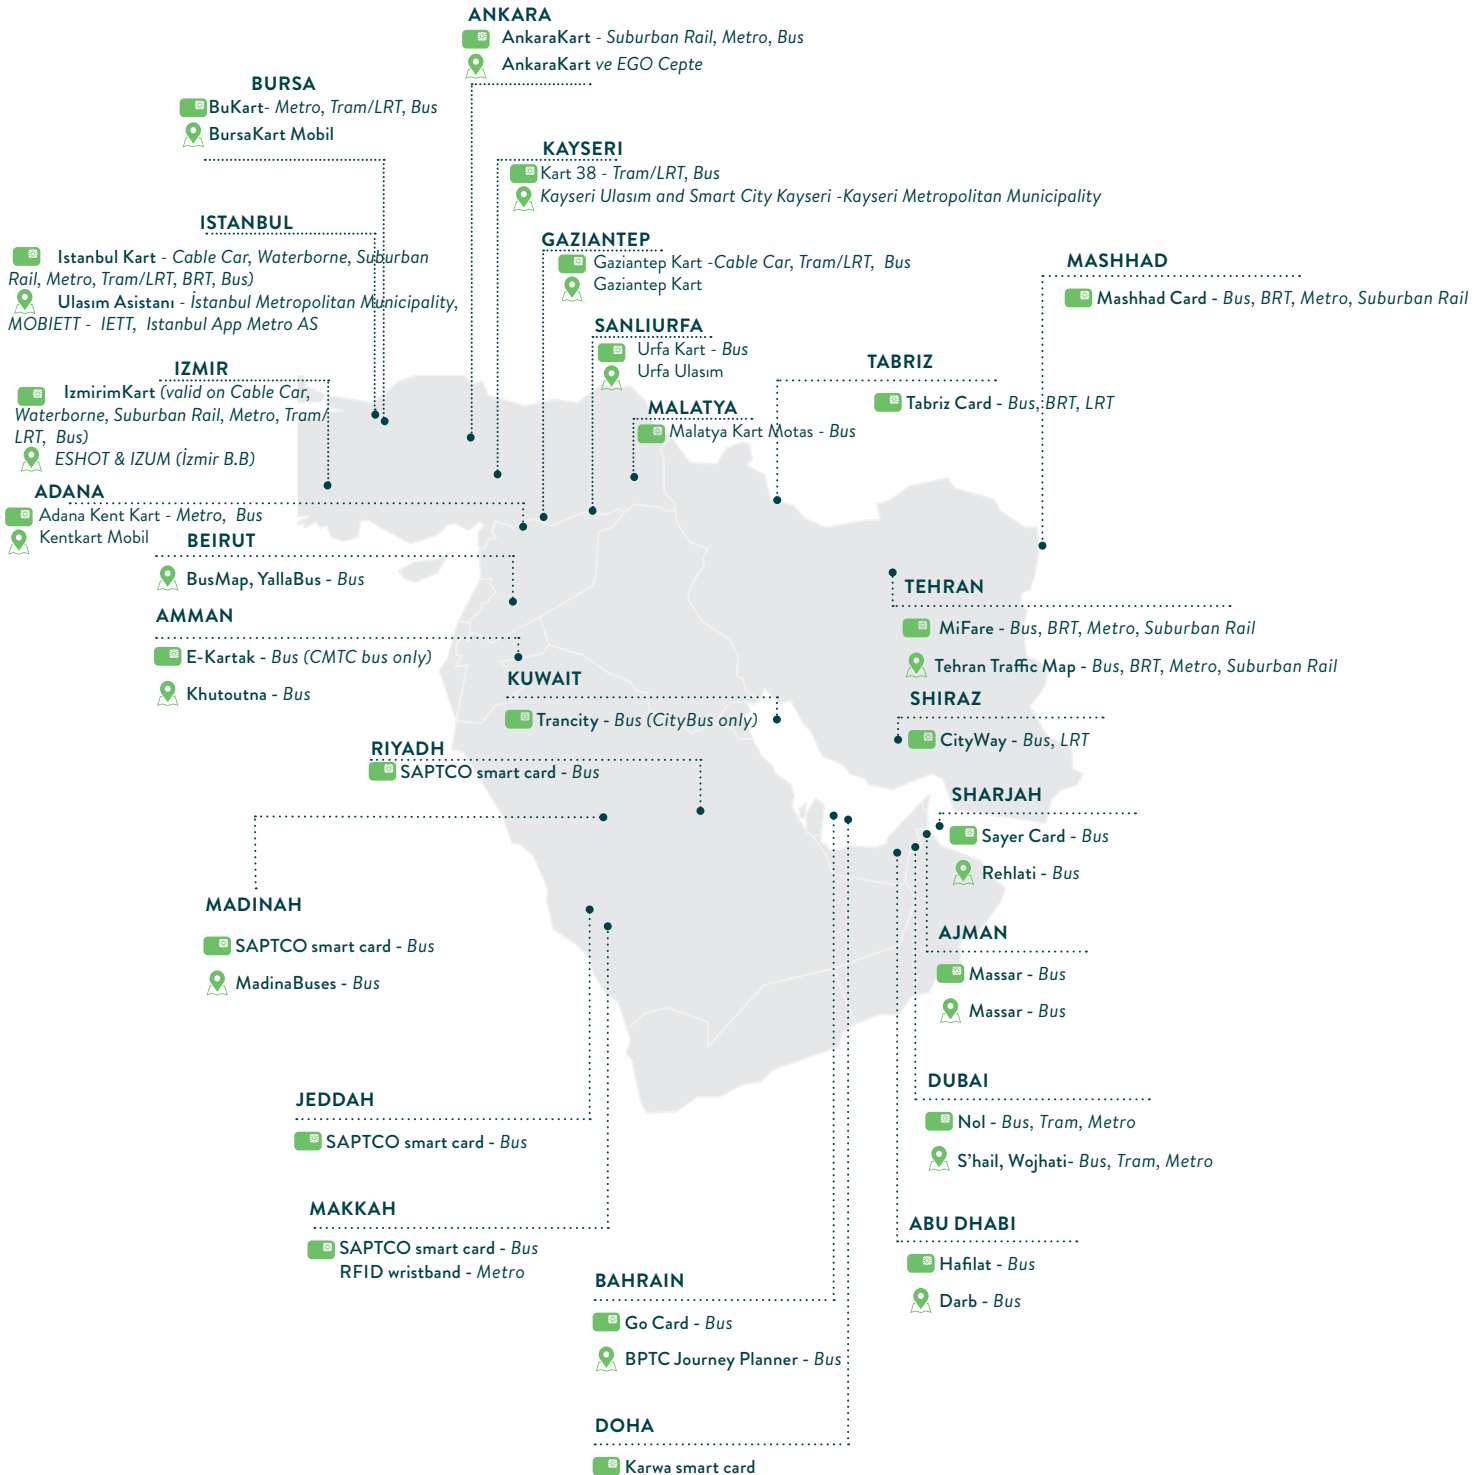 ANKARA
AnkaraKart - Suburban Rail, Metro, Bus
AnkaraKart ve EGO Cepte
BURSA
BuKart- Metro, Tram/LRT, Bus
BursaKart Mobil
KAYSERI
Kart 38 - Tram/LRT, Bus
Kayseri Ulasım and Smart City Kayseri -Kayseri Metropolitan Municipality
ISTANBUL
Istanbul Kart - Cable Car, Waterborne, Suburban
Rail, Metro, Tram/LRT, BRT, Bus)
Ulasım Asistanı - İstanbul Metropolitan Municipality,
MOBIETT - IETT, Istanbul App Metro AS
GAZIANTEP
Gaziantep Kart -Cable Car, Tram/LRT, Bus
Gaziantep Kart
MASHHAD
Mashhad Card - Bus, BRT, Metro, Suburban Rail
SANLIURFA
Urfa Kart - Bus
Urfa Ulasım
IZMIR
IzmirimKart (valid on Cable Car,
Waterborne, Suburban Rail, Metro, Tram/
LRT, Bus)
ESHOT & IZUM (İzmir B.B)
TABRIZ
Tabriz Card - Bus, BRT, LRT
MALATYA
Malatya Kart Motas - Bus
ADANA
Adana Kent Kart - Metro, Bus
Kentkart Mobil
BEIRUT
BusMap, YallaBus - Bus
TEHRAN
MiFare - Bus, BRT, Metro, Suburban Rail
Tehran Traffic Map - Bus, BRT, Metro, Suburban Rail
AMMAN
E-Kartak - Bus (CMTC bus only)
Khutoutna - Bus
KUWAIT
Trancity - Bus (CityBus only)
SHIRAZ
CityWay - Bus, LRT
RIYADH
SAPTCO smart card - Bus
SHARJAH
Sayer Card - Bus
Rehlati - Bus
MADINAH
SAPTCO smart card - Bus
MadinaBuses - Bus
AJMAN
Massar - Bus
Massar - Bus
JEDDAH
SAPTCO smart card - Bus
DUBAI
Nol - Bus, Tram, Metro
S'hail, Wojhati- Bus, Tram, Metro
MAKKAH
SAPTCO smart card - Bus
RFID wristband - Metro
ABU DHABI
Hafilat - Bus
Darb - Bus
BAHRAIN
Go Card - Bus
BPTC Journey Planner - Bus
DOHA
Karwa smart card